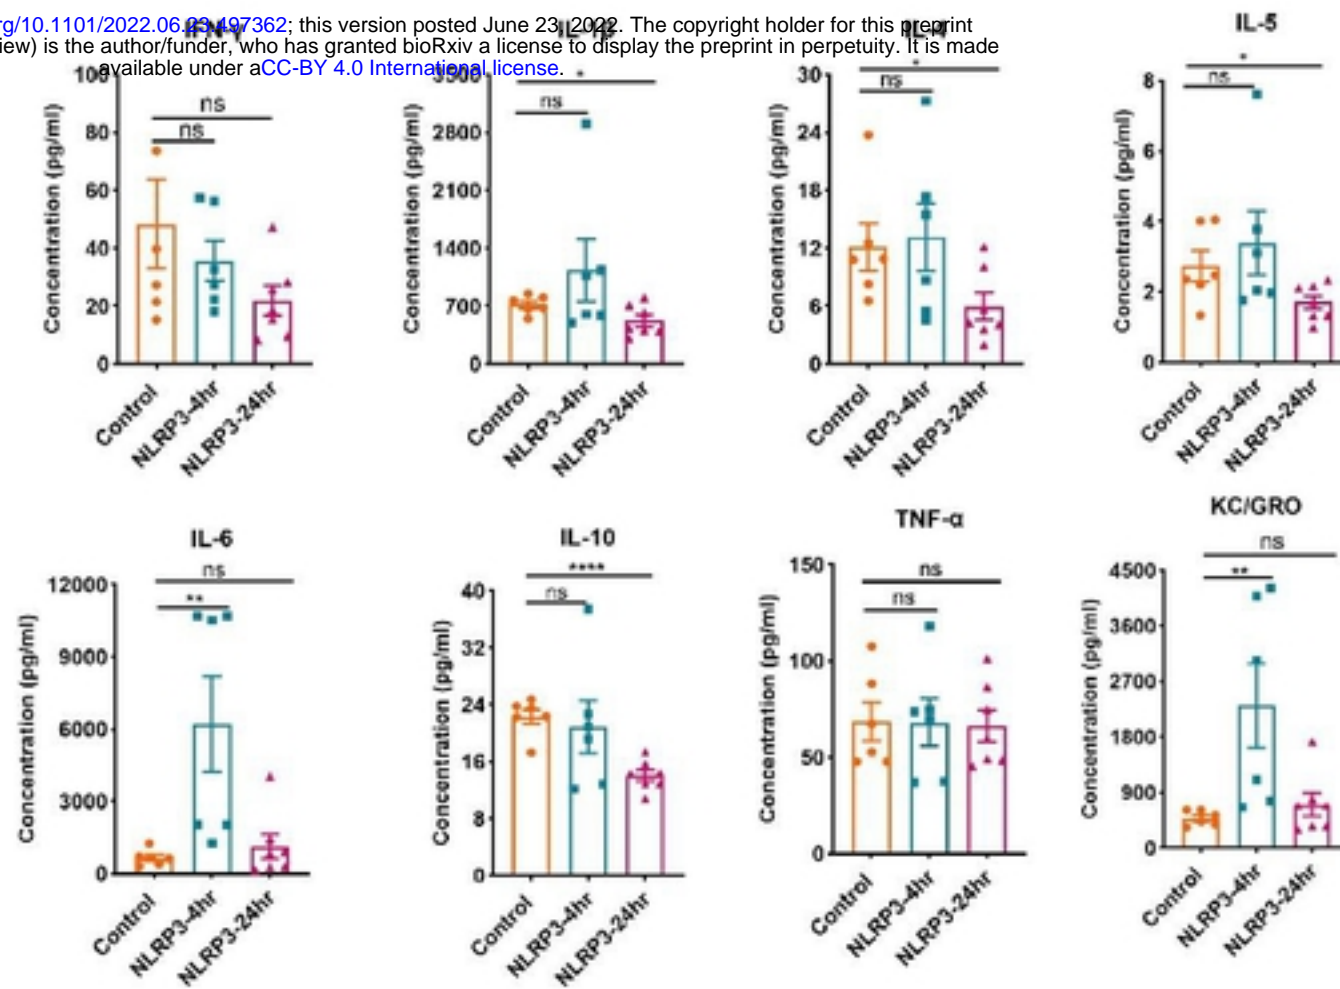 rg/10.1101/2022.06.23.497362; this version posted June 23, 2022. The copyright holder for this preprint
iew) is the author/funder, who has granted bioRxiv a license to display the preprint in perpetuity. It is made
available under aCC-BY 4.0 International license.
IFN-γ
IL-1β
IL-4
IL-5
Concentration (pg/ml)
100
80
60
40
20
0
ns
ns
Control
NLRP3-4hr
NLRP3-24hr
Concentration (pg/ml)
3500
2800
2100
1400
700
0
*
ns
Control
NLRP3-4hr
NLRP3-24hr
Concentration (pg/ml)
30
24
18
12
6
0
*
ns
Control
NLRP3-4hr
NLRP3-24hr
Concentration (pg/ml)
8
6
4
2
0
*
ns
Control
NLRP3-4hr
NLRP3-24hr
IL-6
Concentration (pg/ml)
12000
9000
6000
3000
0
ns
**
Control
NLRP3-4hr
NLRP3-24hr
IL-10
Concentration (pg/ml)
40
32
24
16
8
0
****
ns
Control
NLRP3-4hr
NLRP3-24hr
TNF-α
Concentration (pg/ml)
150
100
50
0
ns
ns
Control
NLRP3-4hr
NLRP3-24hr
KC/GRO
Concentration (pg/ml)
4500
3600
2700
1800
900
0
ns
**
Control
NLRP3-4hr
NLRP3-24hr